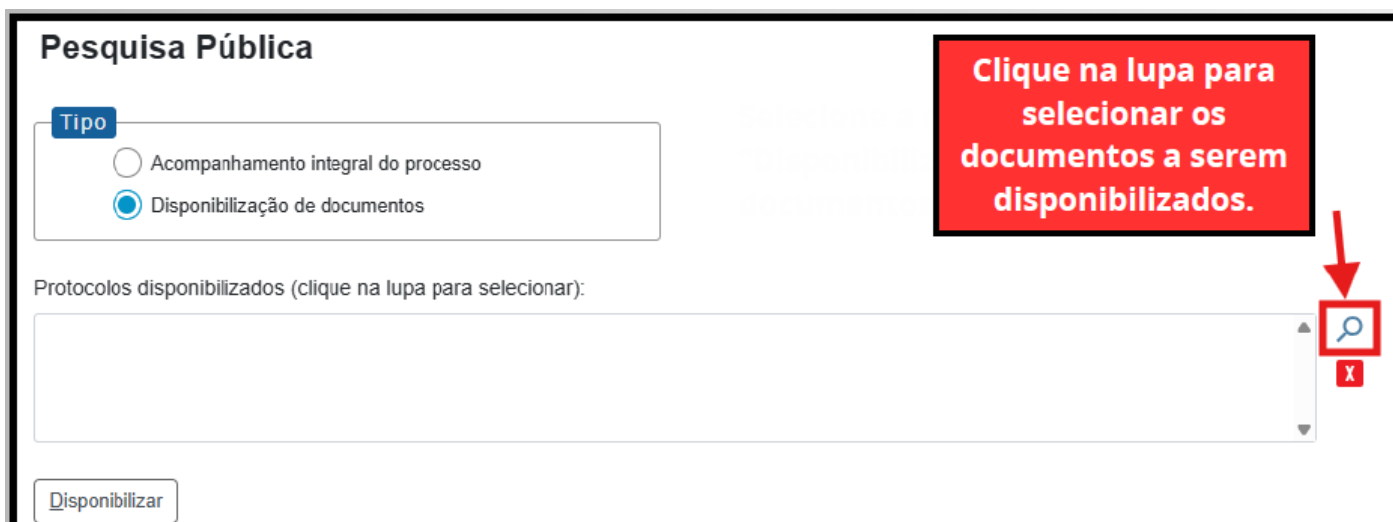 Pesquisa Pública
Clique na lupa para
selecionar os
documentos a serem
disponibilizados.
Tipo
Acompanhamento integral do processo
Disponibilização de documentos
Protocolos disponibilizados (clique na lupa para selecionar):
X
Disponibilizar